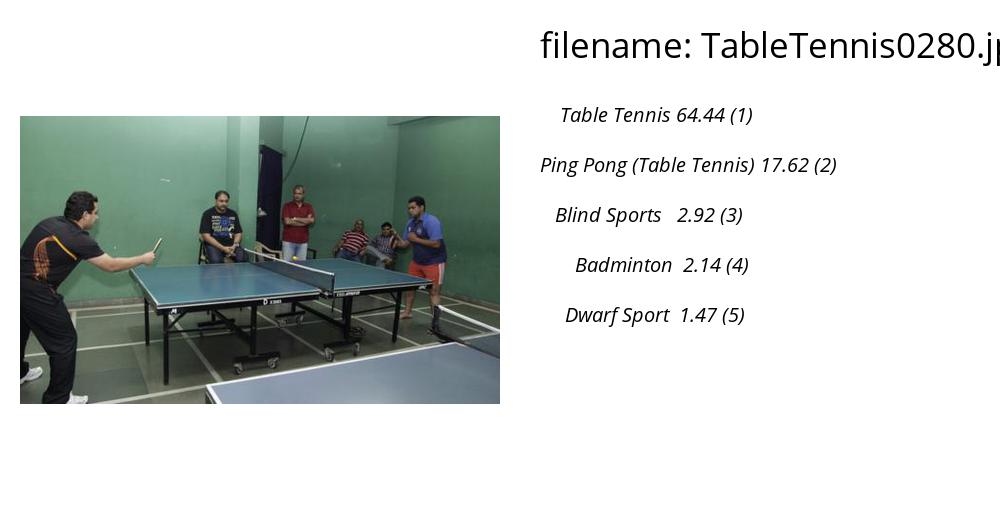 filename: TableTennis0280.jp
Table Tennis 64.44 (1)
Ping Pong (Table Tennis) 17.62 (2)
Blind Sports 2.92 (3)
Badminton 2.14 (4)
Dwarf Sport 1.47 (5)